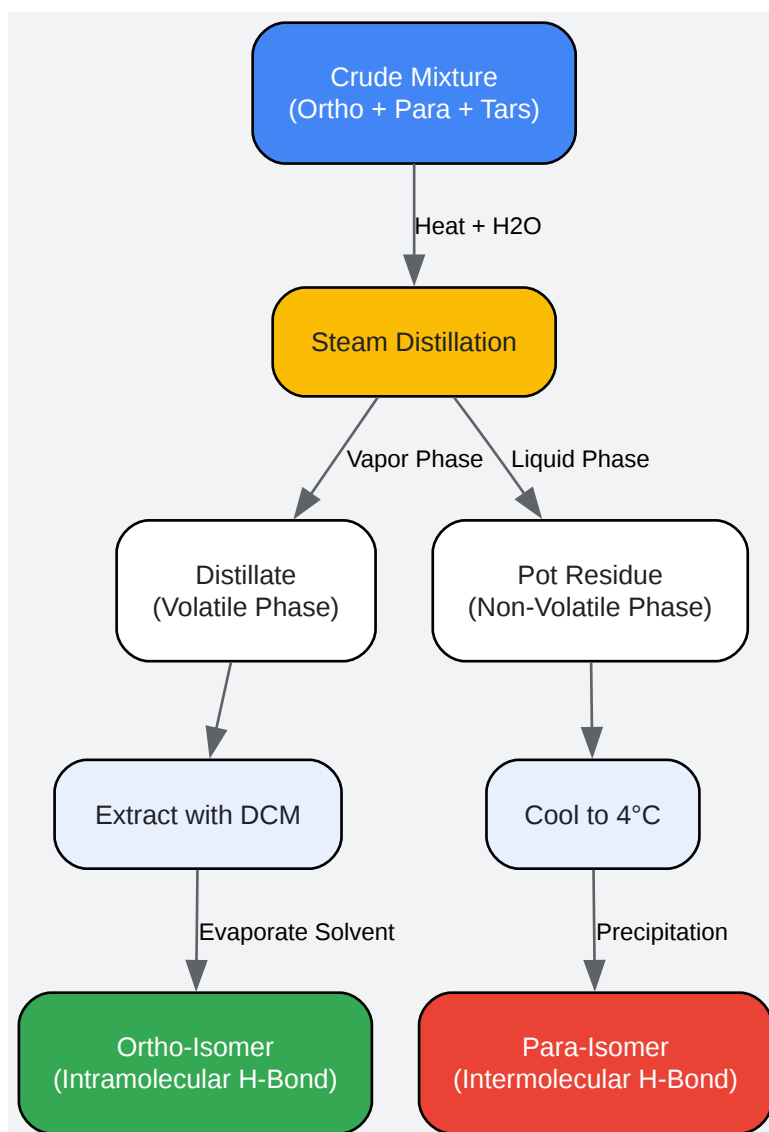 Crude Mixture
(Ortho + Para + Tars)
Heat + H2O
Steam Distillation
Vapor Phase
Liquid Phase
Distillate
(Volatile Phase)
Pot Residue
(Non-Volatile Phase)
Extract with DCM
Cool to 4°C
Evaporate Solvent
Precipitation
Ortho-Isomer
(Intramolecular H-Bond)
Para-Isomer
(Intermolecular H-Bond)